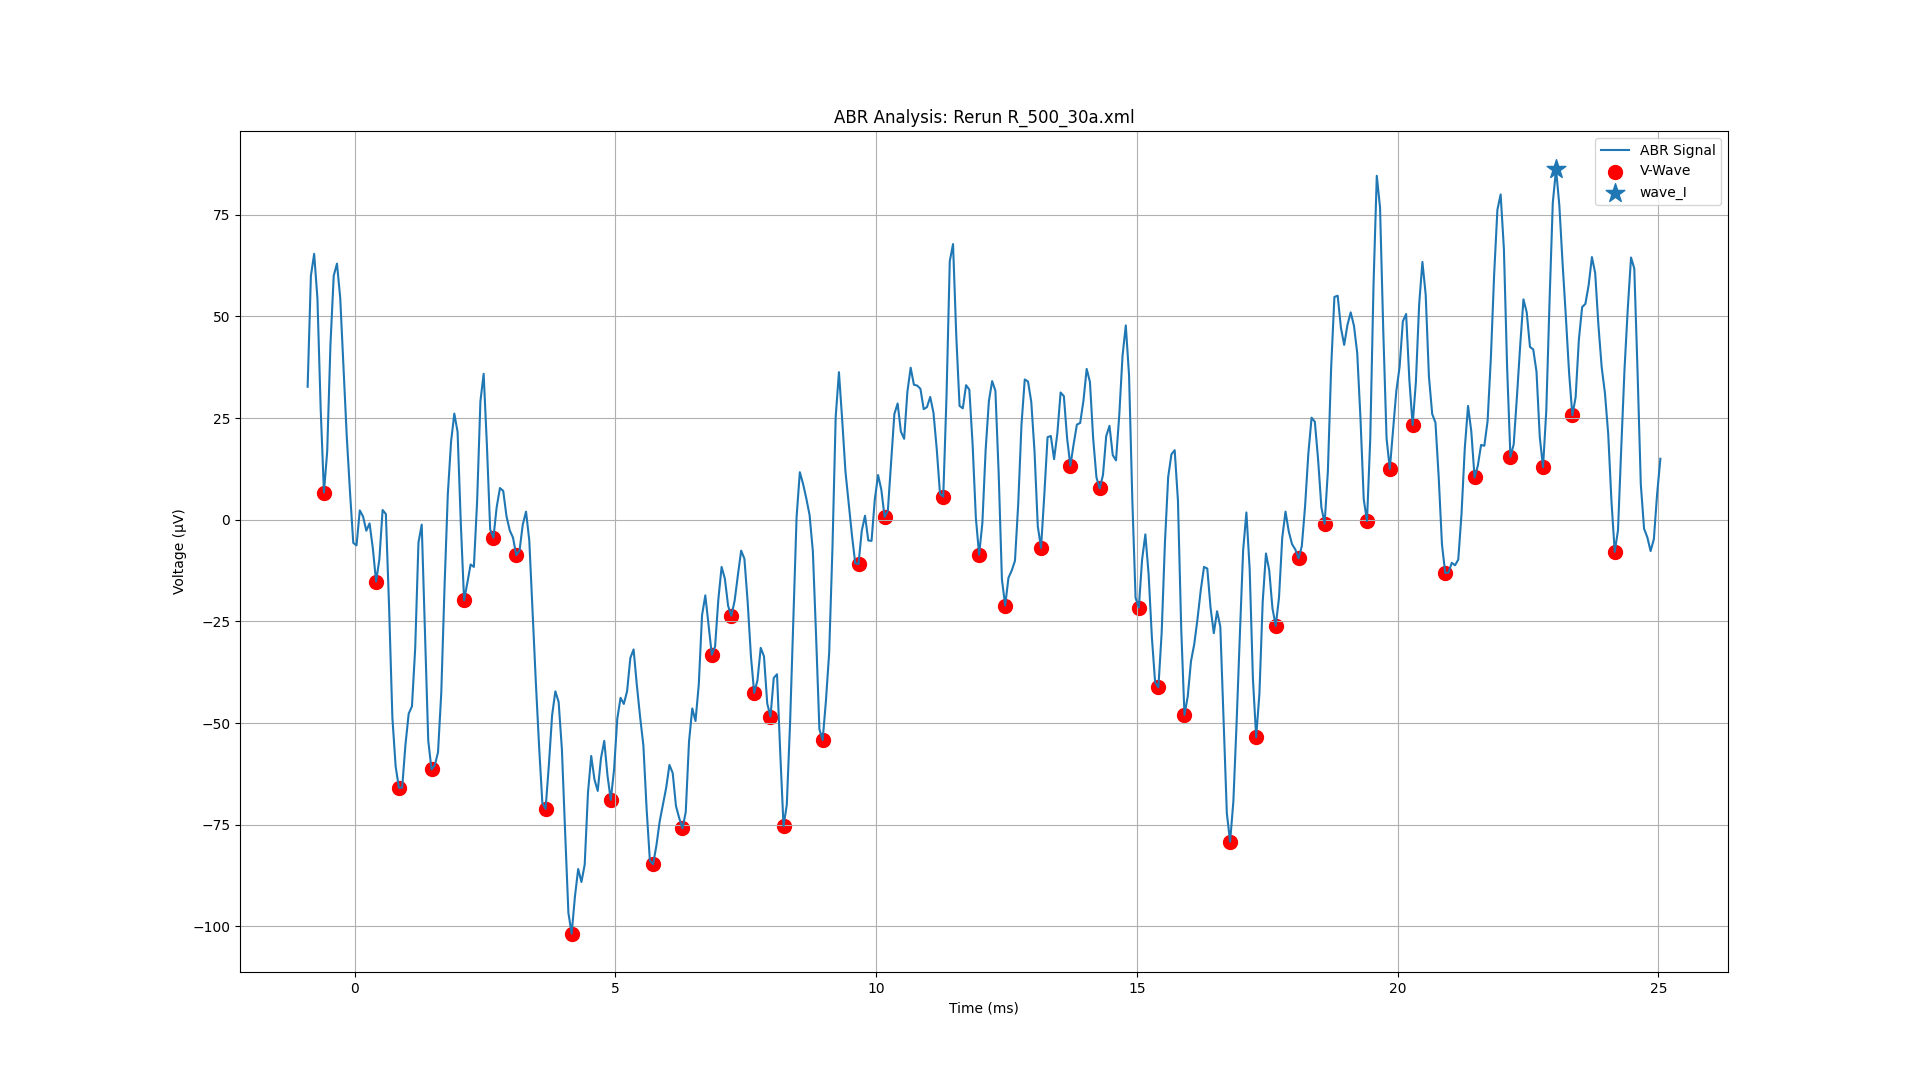 ABR Analysis: Rerun R_500_30a.xml
ABR Signal
V-Wave
wave_I
75
50
25
0
−25
−50
−75
−100
Voltage (μV)
0 5 10 15 20 25
Time (ms)